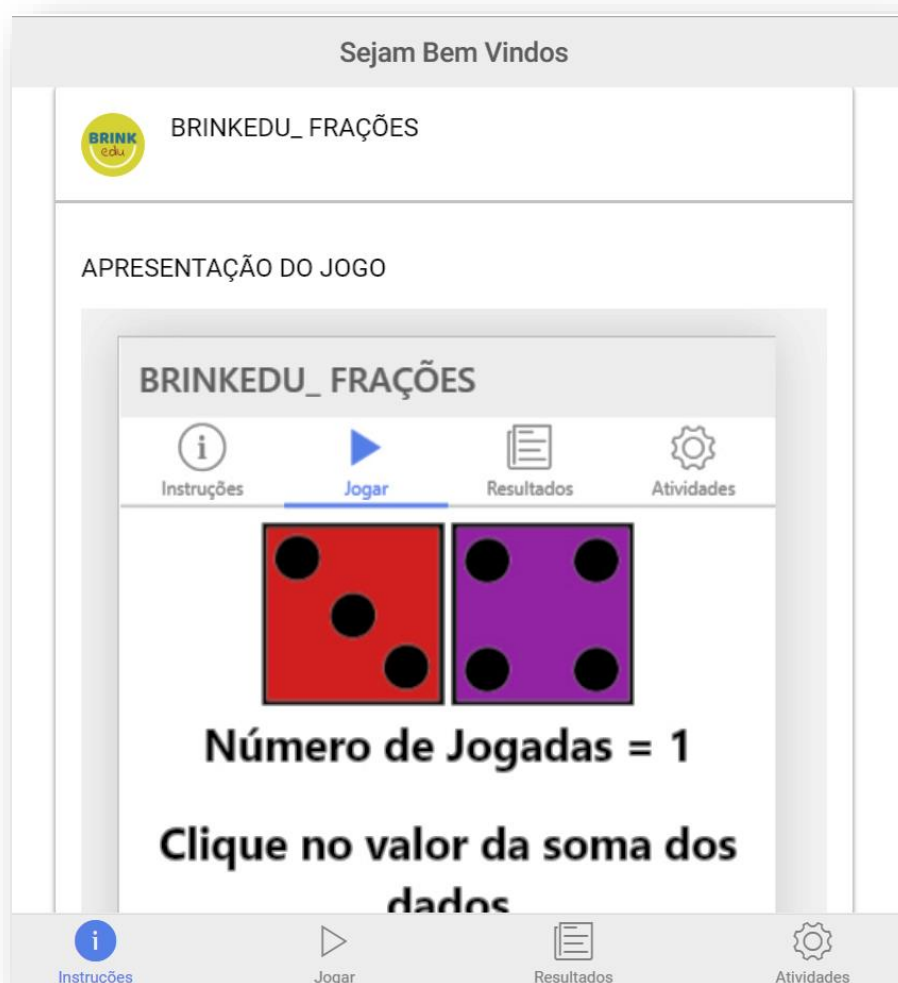 Sejam Bem Vindos
BRINK
edu
BRINKEDU_ FRAÇÕES
APRESENTAÇÃO DO JOGO
BRINKEDU_ FRAÇÕES
Instruções Jogar Resultados Atividades
Número de Jogadas = 1
Clique no valor da soma dos
dados
Instruções Jogar Resultados Atividades